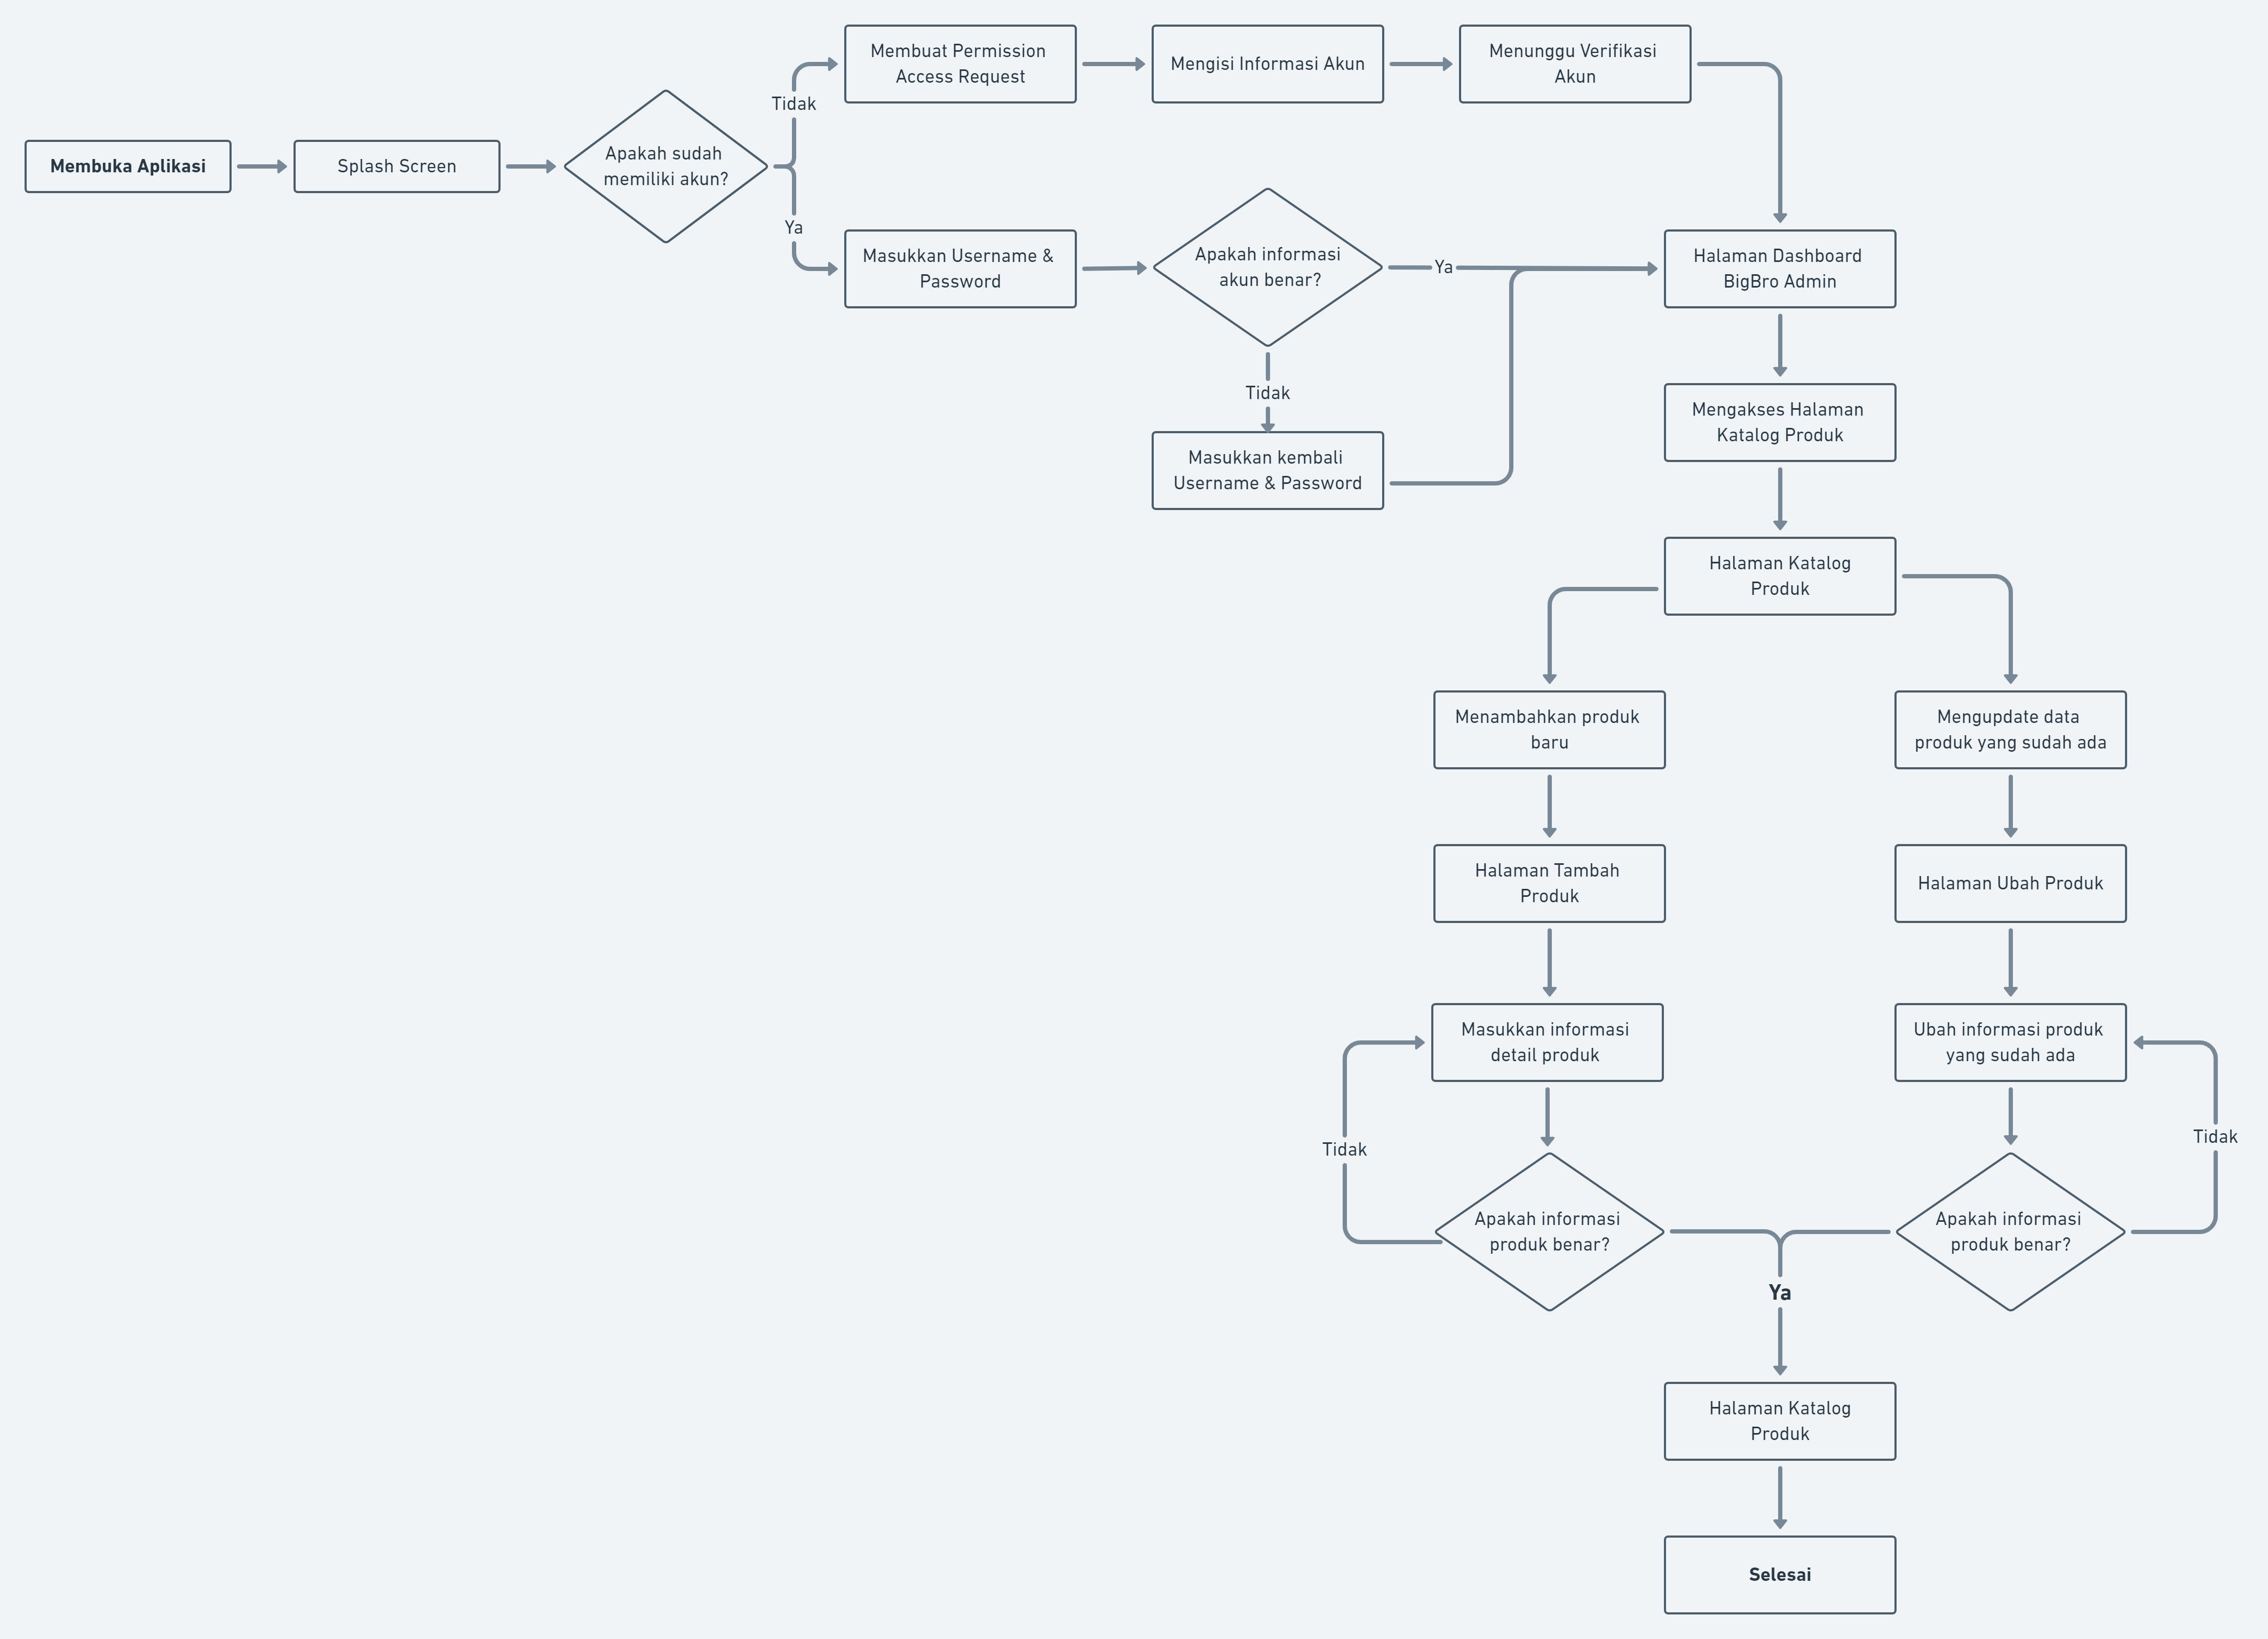 Membuat Permission
Access Request
Mengisi Informasi Akun
Menunggu Verifikasi
Akun
Tidak
Membuka Aplikasi
Splash Screen
Apakah sudah
memiliki akun?
Ya
Masukkan Username &
Password
Apakah informasi
akun benar?
Ya
Halaman Dashboard
BigBro Admin
Tidak
Masukkan kembali
Username & Password
Mengakses Halaman
Katalog Produk
Halaman Katalog
Produk
Menambahkan produk
baru
Mengupdate data
produk yang sudah ada
Halaman Tambah
Produk
Halaman Ubah Produk
Masukkan informasi
detail produk
Ubah informasi produk
yang sudah ada
Tidak
Tidak
Apakah informasi
produk benar?
Apakah informasi
produk benar?
Ya
Halaman Katalog
Produk
Selesai